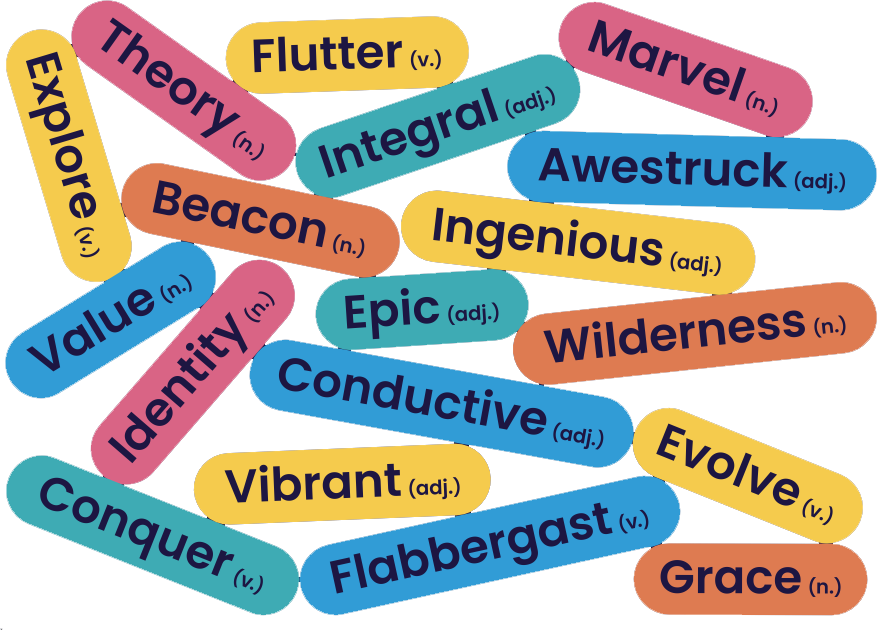 Explore (v.)
Theory (n.)
Flutter (v.)
Integral (adj.)
Marvel (n.)
Awestruck (adj.)
Beacon (n.)
Ingenious (adj.)
Value (n.)
Identity (n.)
Epic (adj.)
Wilderness (n.)
Conductive (adj.)
Evolve (v.)
Vibrant (adj.)
Conquer (v.)
Flabbergast (v.)
Grace (n.)